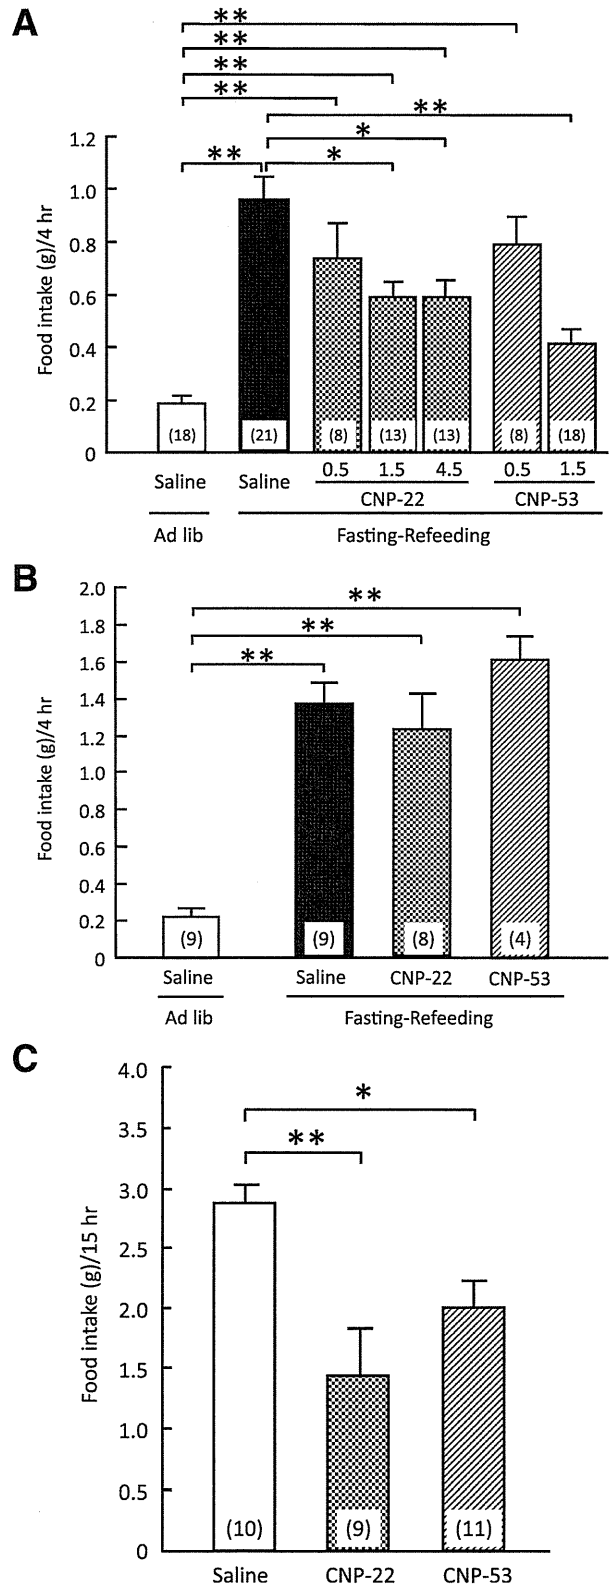 A
**
**
**
**
**
*
** *
1.2
1.0
0.8
0.6
0.4
0.2
0
Food intake (g)/4 hr
(18) (21) (8) (13) (13) (8) (18)
0.5 1.5 4.5 0.5 1.5
Saline Saline CNP-22 CNP-53
Ad lib Fasting-Refeeding
B
**
**
**
2.0
1.8
1.6
1.4
1.2
1.0
0.8
0.6
0.4
0.2
0
Food intake (g)/4 hr
(9) (9) (8) (4)
Saline Saline CNP-22 CNP-53
Ad lib Fasting-Refeeding
C
*
**
4.0
3.5
3.0
2.5
2.0
1.5
1.0
0.5
0
Food intake (g)/15 hr
(10) (9) (11)
Saline CNP-22 CNP-53